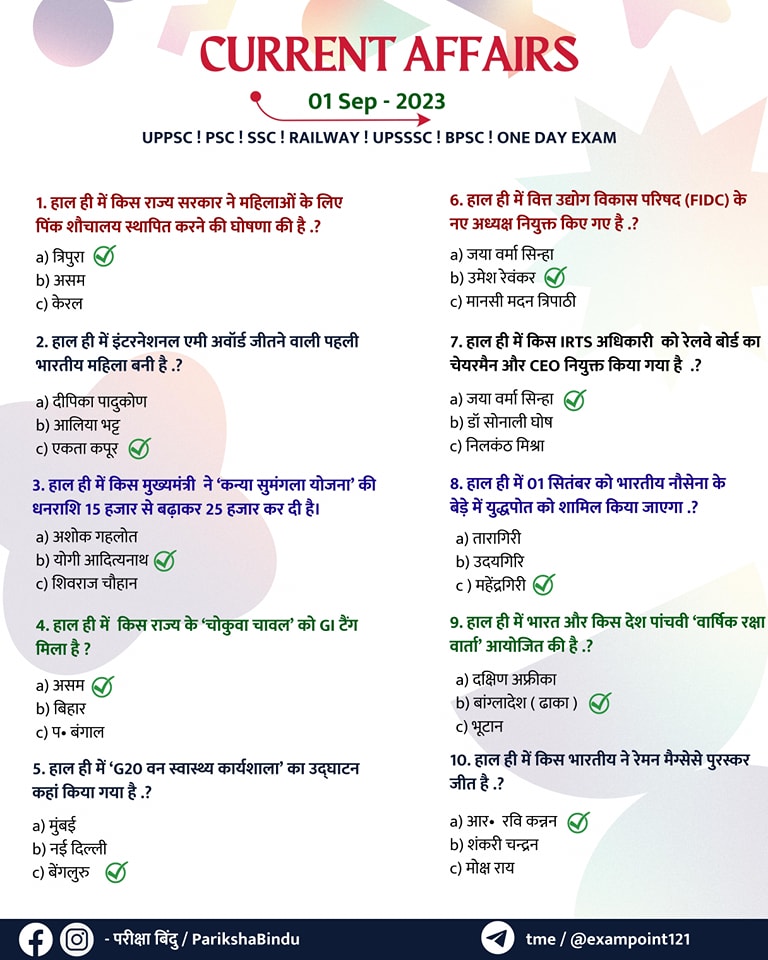 CURRENT AFFAIRS
01 Sep - 2023
UPPSC ! PSC ! SSC ! RAILWAY ! UPSSSC ! BPSC ! ONE DAY EXAM
1. हाल ही में किस राज्य सरकार ने महिलाओं के लिए
पिंक शौचालय स्थापित करने की घोषणा की है .?
a) त्रिपुरा
b) असम
c) केरल
2. हाल ही में इंटरनेशनल एमी अवॉर्ड जीतने वाली पहली
भारतीय महिला बनी है .?
a) दीपिका पादुकोण
b) आलिया भट्ट
c) एकता कपूर
3. हाल ही में किस मुख्यमंत्री ने ‘कन्या सुमंगला योजना’ की
धनराशि 15 हजार से बढ़ाकर 25 हजार कर दी है।
a) अशोक गहलोत
b) योगी आदित्यनाथ
c) शिवराज चौहान
4. हाल ही में किस राज्य के ‘चोकुवा चावल’ को GI टैंग
मिला है ?
a) असम
b) बिहार
c) प• बंगाल
5. हाल ही में ‘G20 वन स्वास्थ्य कार्यशाला’ का उद्घाटन
कहां किया गया है .?
a) मुंबई
b) नई दिल्ली
c) बेंगलुरु
6. हाल ही में वित्त उद्योग विकास परिषद (FIDC) के
नए अध्यक्ष नियुक्त किए गए है .?
a) जया वर्मा सिन्हा
b) उमेश रेवंकर
c) मानसी मदन त्रिपाठी
7. हाल ही में किस IRTS अधिकारी को रेलवे बोर्ड का
चेयरमैन और CEO नियुक्त किया गया है .?
a) जया वर्मा सिन्हा
b) डॉ सोनाली घोष
c) निलकंठ मिश्रा
8. हाल ही में 01 सितंबर को भारतीय नौसेना के
बेड़े में युद्धपोत को शामिल किया जाएगा .?
a) तारागिरी
b) उदयगिरि
c ) महेंद्रगिरी
9. हाल ही में भारत और किस देश पांचवी ‘वार्षिक रक्षा
वार्ता’ आयोजित की है .?
a) दक्षिण अफ्रीका
b) बांग्लादेश ( ढाका )
c) भूटान
10. हाल ही में किस भारतीय ने रेमन मैग्सेसे पुरस्कर
जीत है .?
a) आर• रवि कन्नन
b) शंकरी चन्द्रन
c) मोक्ष राय
- परीक्षा बिंदु / ParikshaBindu
tme / @exampoint121